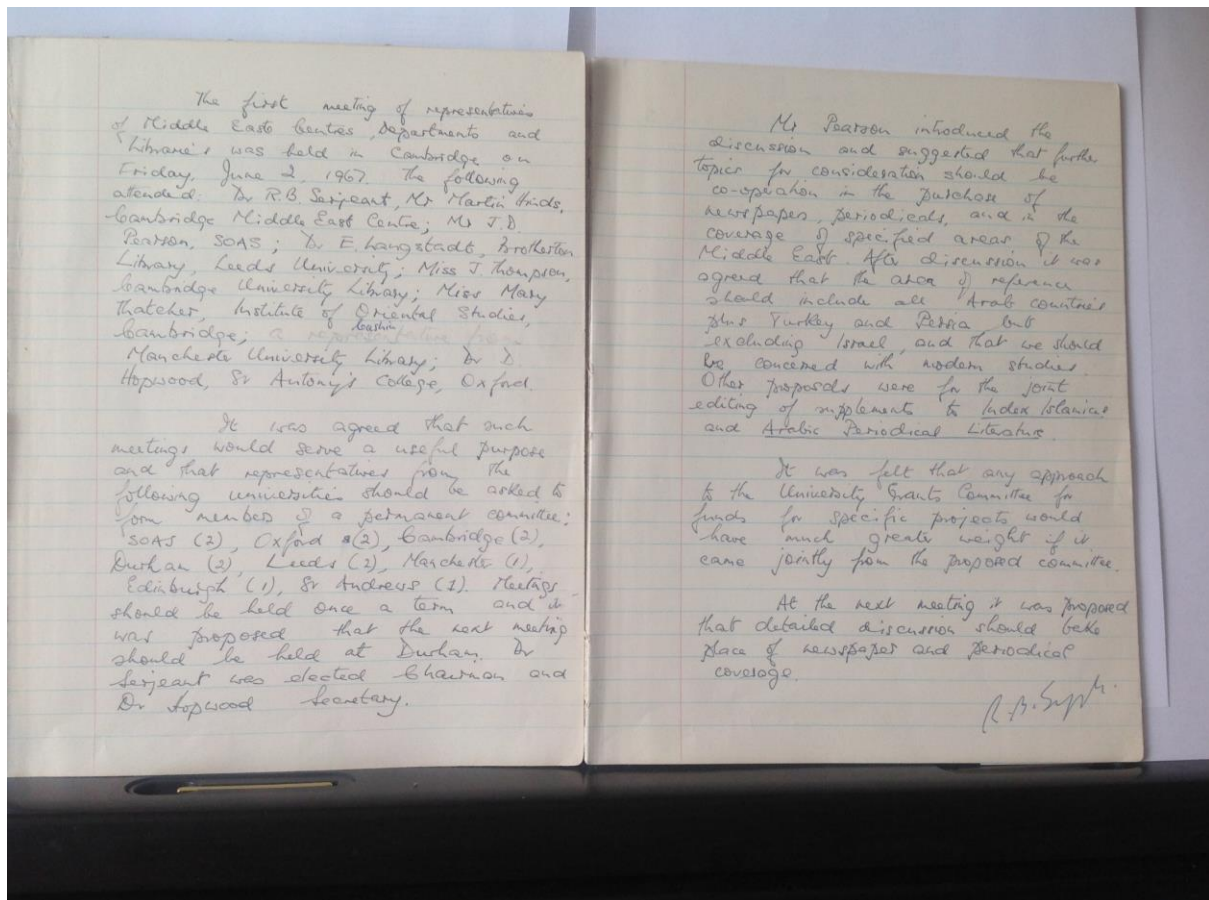 The first meeting of representatives
of Middle East Centres, Departments and
Libraries was held in Cambridge on
Friday, June 2, 1967. The following
attended: Dr R.B. Serjeant, Mr Martin Hinds,
Cambridge Middle East Centre; Mr J.D.
Pearson, SOAS; Dr E. Langstadt, Brotherton
Library, Leeds University; Miss J. Thompson,
Cambridge University Library; Miss Mary
Thatcher, Institute of Oriental Studies,
Cambridge; a representative from
Manchester University Library; Dr D.
Hopwood, St Antony's College, Oxford.
It was agreed that such
meetings would serve a useful purpose
and that representatives from the
following universities should be asked to
form members of a permanent committee:
SOAS (2), Oxford (2), Cambridge (2),
Durham (2), Leeds (2), Manchester (1),
Edinburgh (1), St Andrews (1). Meetings
should be held once a term and it
was proposed that the next meeting
should be held at Durham. Dr
Serjeant was elected Chairman and
Dr Hopwood Secretary.
Mr Pearson introduced the
discussion and suggested that further
topics for consideration should be
co-operation in the purchase of
newspapers, periodicals, and in the
coverage of specified areas of the
Middle East. After discussion it was
agreed that the area of reference
should include all Arab countries
plus Turkey and Persia, but
excluding Israel, and that we should
be concerned with modern studies.
Other proposals were for the joint
editing of supplements to Index Islamicus
and Arabic Periodical Literature.
It was felt that any approach
to the University Grants Committee for
funds for specific projects would
have much greater weight if it
came jointly from the proposed committee.
At the next meeting it was proposed
that detailed discussion should take
place of newspaper and periodical
coverage.
R.B. Serjeant